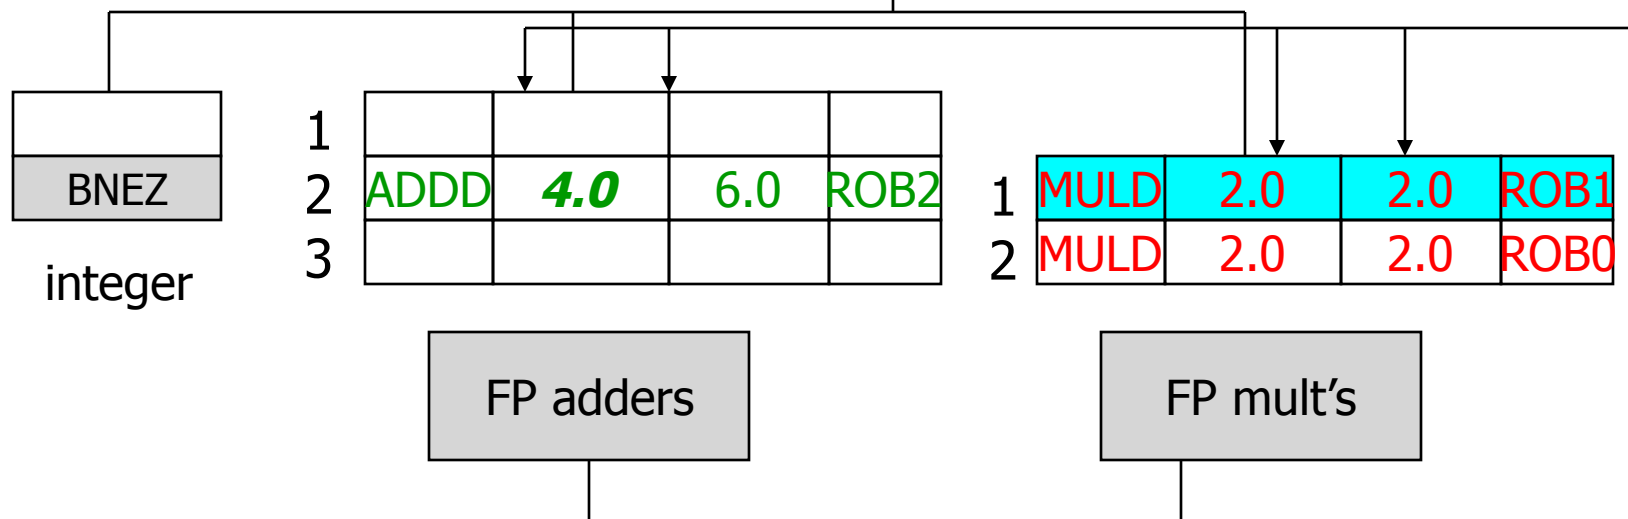 1
BNEZ
2 ADDD 4.0 6.0 ROB2
1 MULD 2.0 2.0 ROB1
3
2 MULD 2.0 2.0 ROB0
integer
FP adders
FP mult’s